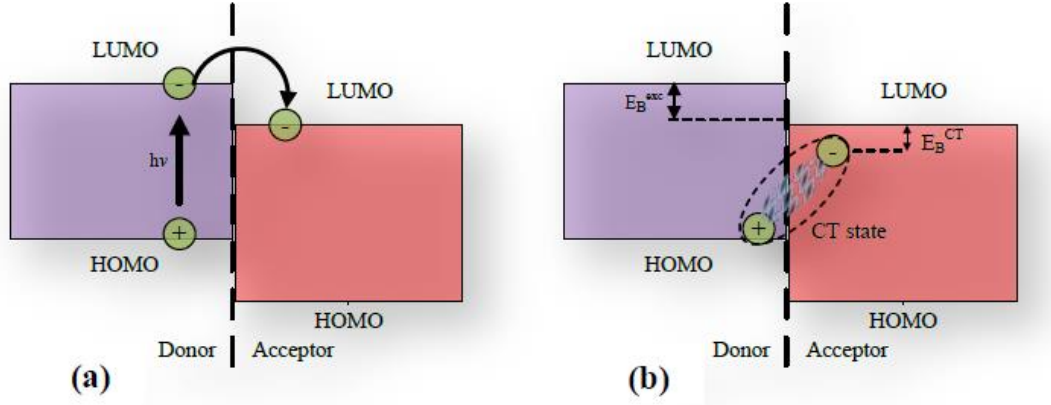 LUMO
-
LUMO
-
hν
+
HOMO
HOMO
Donor
Acceptor
(a)
LUMO
E_B^exc
LUMO
E_B^CT
-
+
CT state
HOMO
HOMO
Donor
Acceptor
(b)